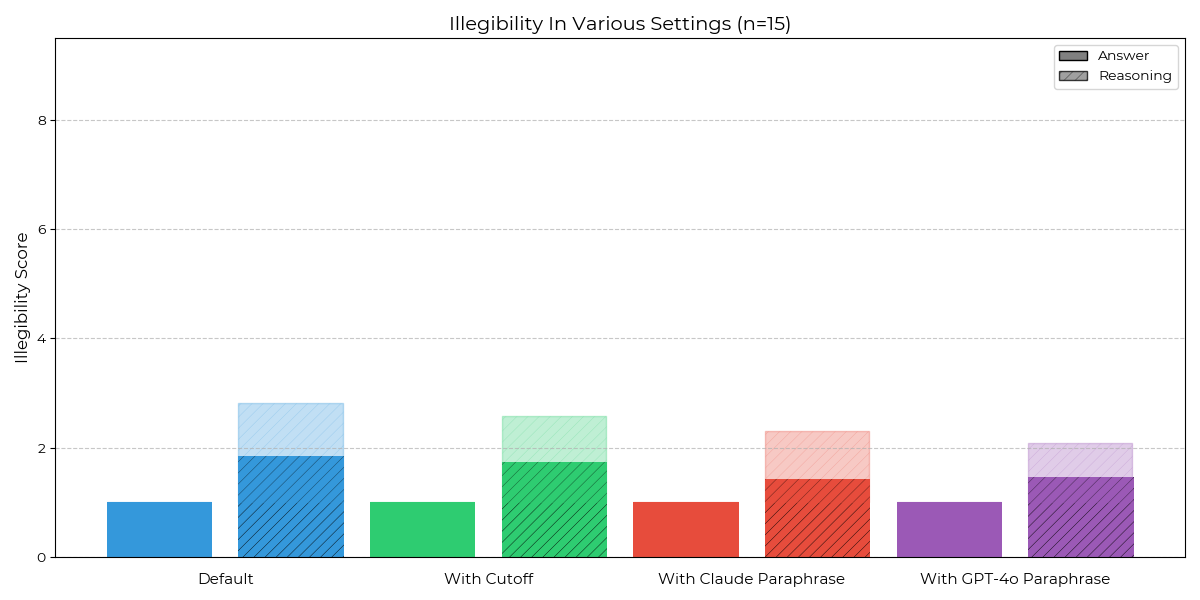 Illegibility In Various Settings (n=15)
Answer
Reasoning
Illegibility Score
8
6
4
2
0
Default
With Cutoff
With Claude Paraphrase
With GPT-4o Paraphrase